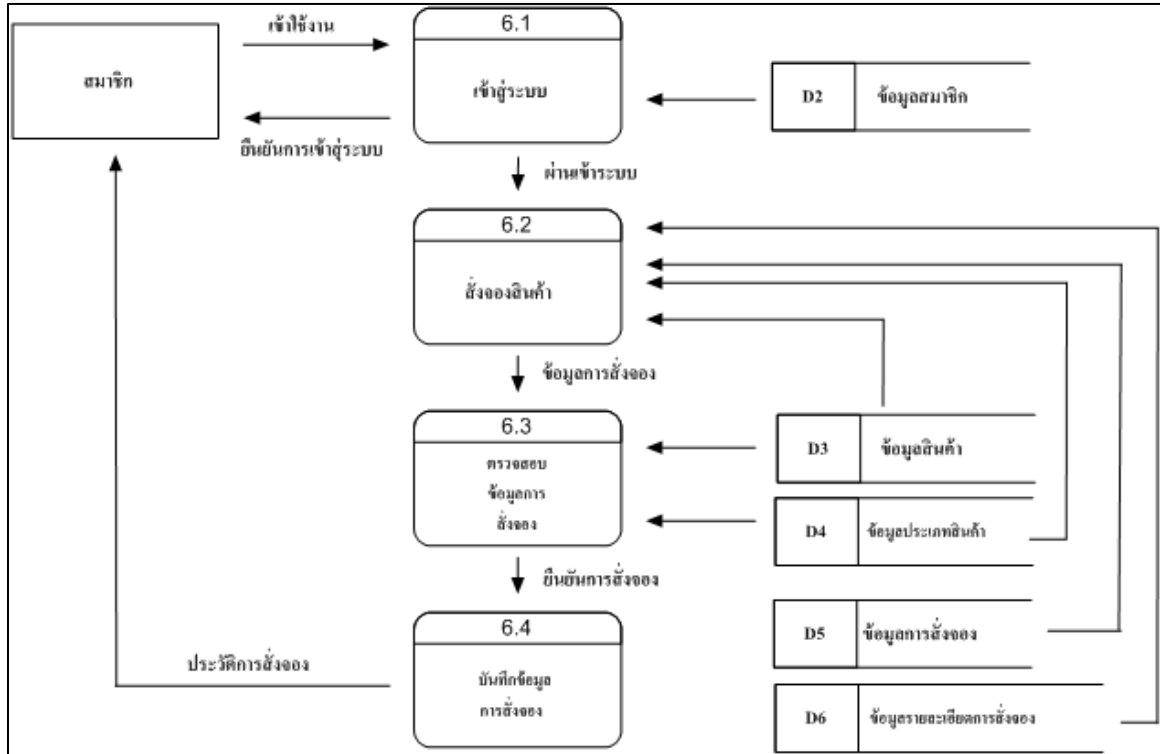 เข้าใช้งาน
6.1
สมาชิก
เข้าสู่ระบบ
D2
ข้อมูลสมาชิก
ยืนยันการเข้าสู่ระบบ
ผ่านเข้าระบบ
6.2
สั่งจองสินค้า
ข้อมูลการสั่งจอง
6.3
ตรวจสอบ
ข้อมูลการ
สั่งจอง
D3
ข้อมูลสินค้า
D4
ข้อมูลประเภทสินค้า
ยืนยันการสั่งจอง
6.4
บันทึกข้อมูล
การสั่งจอง
ประวัติการสั่งจอง
D5
ข้อมูลการสั่งจอง
D6
ข้อมูลรายละเอียดการสั่งจอง